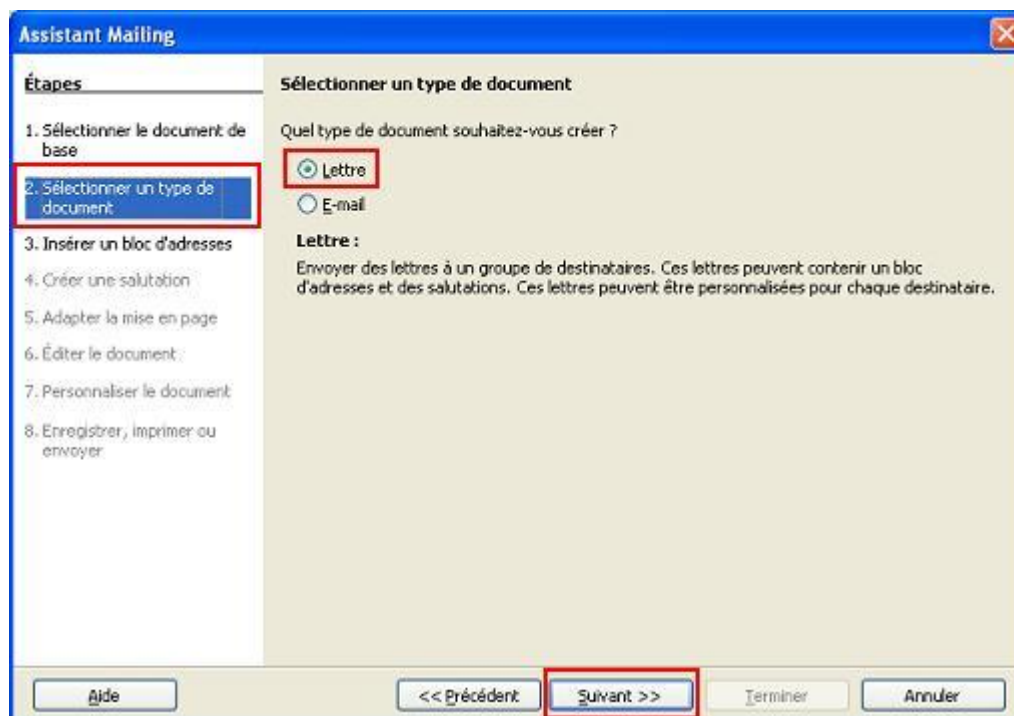 Assistant Mailing
Étapes
1. Sélectionner le document de
base
2. Sélectionner un type de
document
3. Insérer un bloc d'adresses
4. Créer une salutation
5. Adapter la mise en page
6. Éditer le document
7. Personnaliser le document
8. Enregistrer, imprimer ou
envoyer
Sélectionner un type de document
Quel type de document souhaitez-vous créer ?
Lettre
E-mail
Lettre :
Envoyer des lettres à un groupe de destinataires. Ces lettres peuvent contenir un bloc
d'adresses et des salutations. Ces lettres peuvent être personnalisées pour chaque destinataire.
Aide
<< Précédent
Suivant >>
Terminer
Annuler